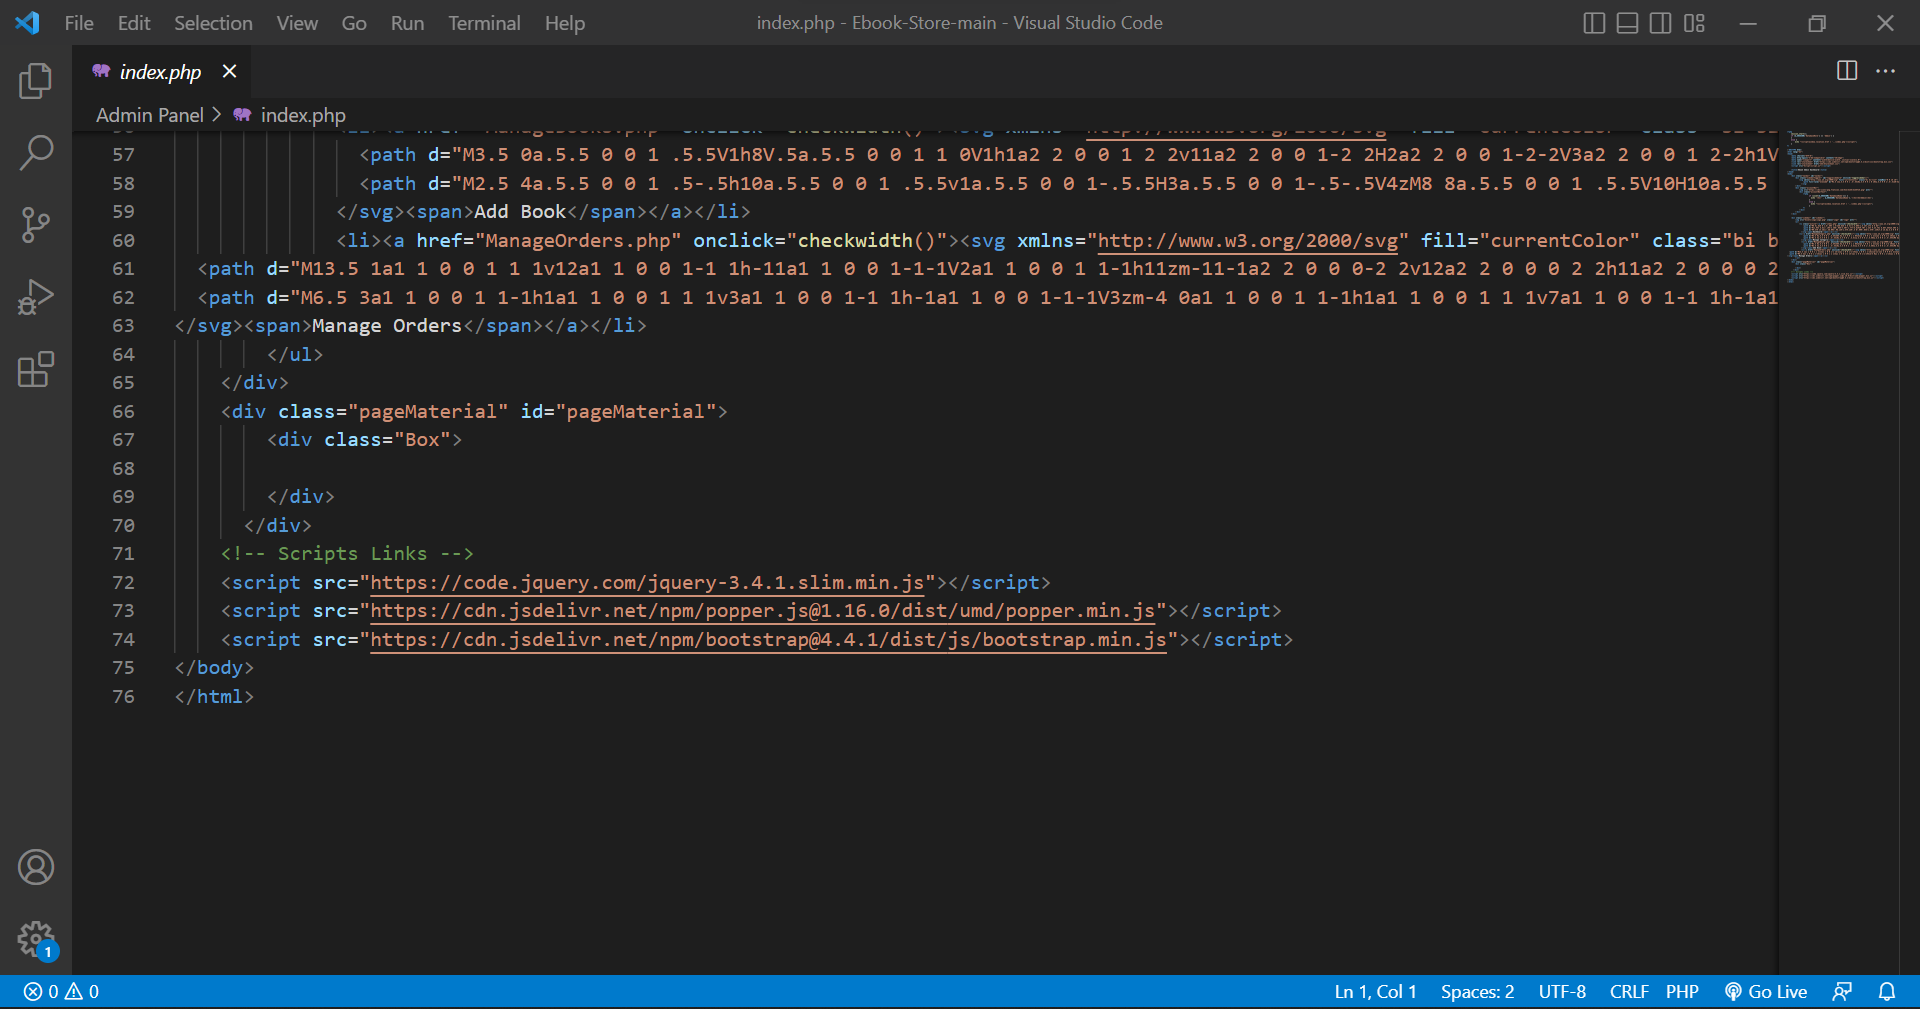 File Edit Selection View Go Run Terminal Help index.php - Ebook-Store-main - Visual Studio Code
index.php
Admin Panel > index.php
57 <path d="M3.5 0a.5.5 0 0 1 .5.5V1h8V.5a.5.5 0 0 1 1 0V1h1a2 2 0 0 1 2 2v11a2 2 0 0 1-2 2H2a2 2 0 0 1-2-2V3a2 2 0 0 1 2-2h1V
58 <path d="M2.5 4a.5.5 0 0 1 .5-.5h10a.5.5 0 0 1 .5.5v1a.5.5 0 0 1-.5.5H3a.5.5 0 0 1-.5-.5V4zM8 8a.5.5 0 0 1 .5.5V10H10a.5.5
59 </svg><span>Add Book</span></a></li>
60 <li><a href="ManageOrders.php" onclick="checkwidth()"><svg xmlns="http://www.w3.org/2000/svg" fill="currentColor" class="bi b
61 <path d="M13.5 1a1 1 0 0 1 1 1v12a1 1 0 0 1-1 1h-11a1 1 0 0 1-1-1V2a1 1 0 0 1 1-1h11zm-11-1a2 2 0 0 0-2 2v12a2 2 0 0 0 2 2h11a2 2 0 0 0 2
62 <path d="M6.5 3a1 1 0 0 1 1-1h1a1 1 0 0 1 1 1v3a1 1 0 0 1-1 1h-1a1 1 0 0 1-1-1V3zm-4 0a1 1 0 0 1 1-1h1a1 1 0 0 1 1 1v7a1 1 0 0 1-1 1h-1a1
63 </svg><span>Manage Orders</span></a></li>
64 </ul>
65 </div>
66 <div class="pageMaterial" id="pageMaterial">
67 <div class="Box">
68
69 </div>
70 </div>
71 <!-- Scripts Links -->
72 <script src="https://code.jquery.com/jquery-3.4.1.slim.min.js"></script>
73 <script src="https://cdn.jsdelivr.net/npm/popper.js@1.16.0/dist/umd/popper.min.js"></script>
74 <script src="https://cdn.jsdelivr.net/npm/bootstrap@4.4.1/dist/js/bootstrap.min.js"></script>
75 </body>
76 </html>
1
0 0 Ln 1, Col 1 Spaces: 2 UTF-8 CRLF PHP Go Live